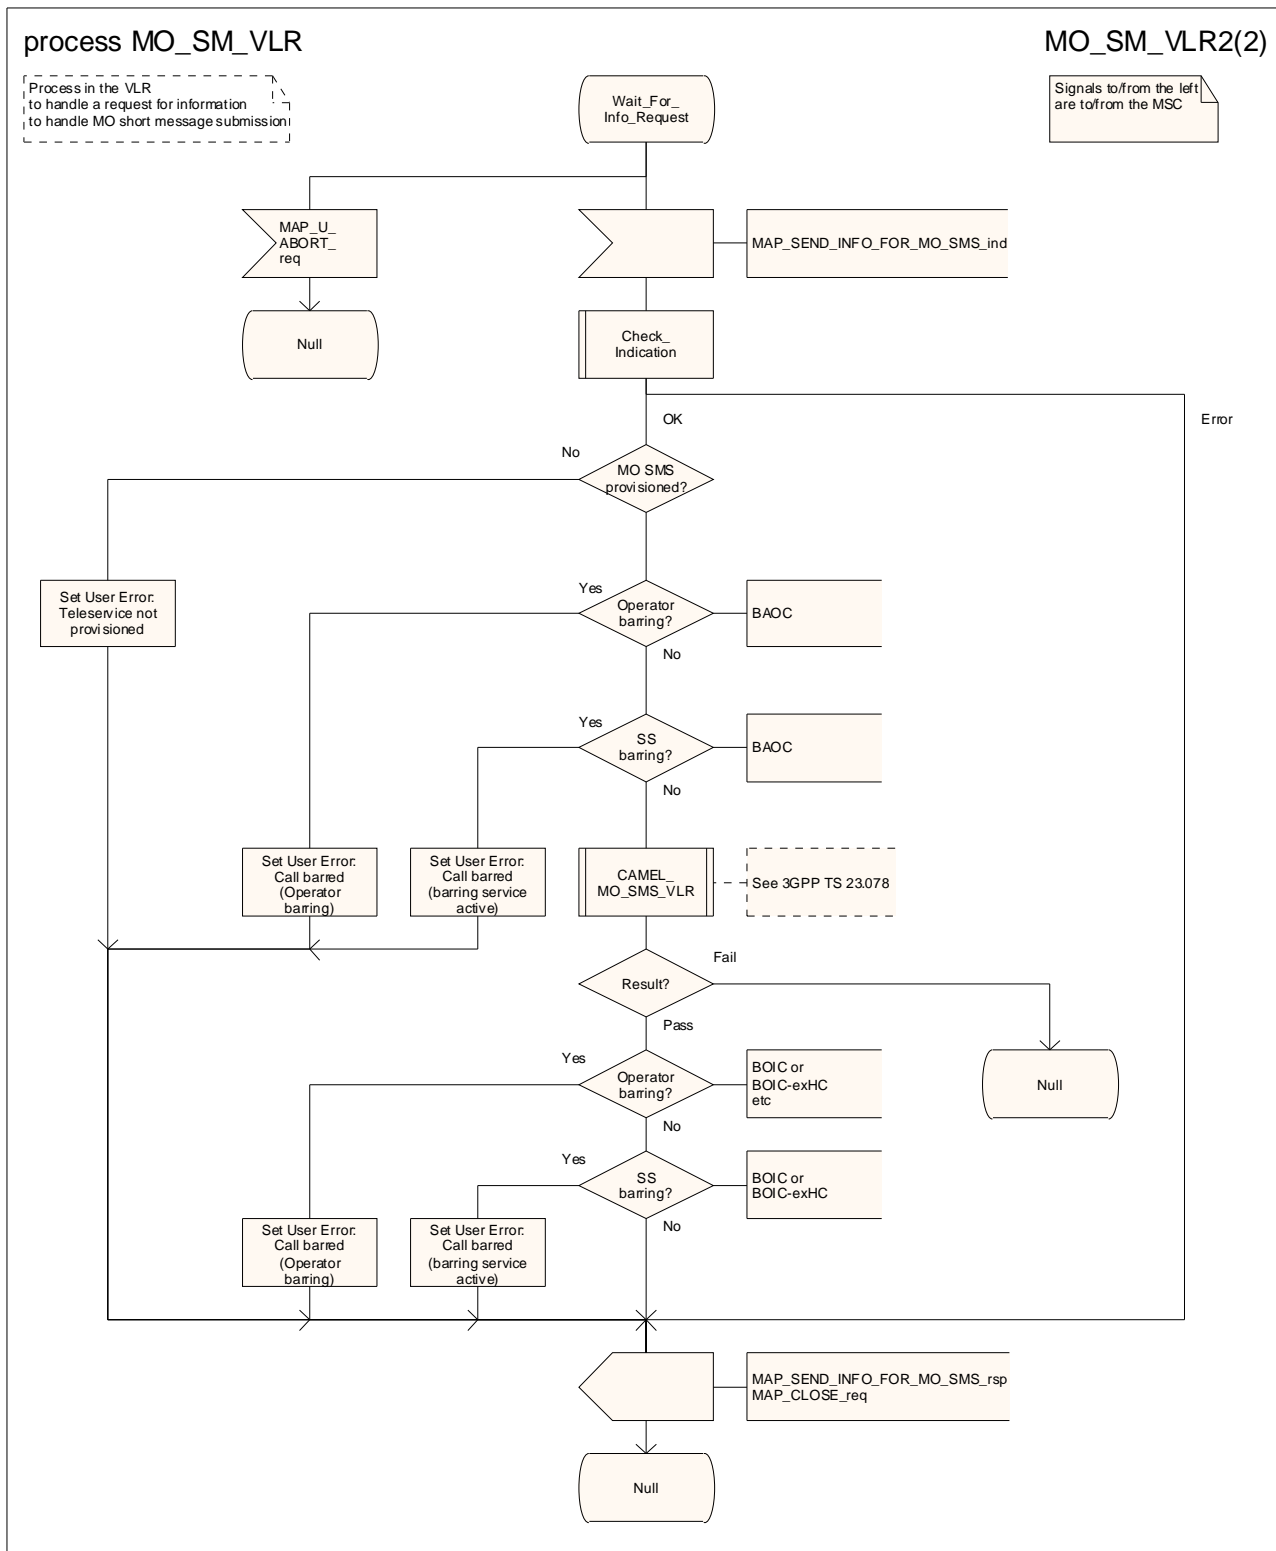 process MO_SM_VLR
MO_SM_VLR2(2)
Process in the VLR
to handle a request for information
to handle MO short message submission
Wait_For_
Info_Request
Signals to/from the left
are to/from the MSC
MAP_U_
ABORT_
req
MAP_SEND_INFO_FOR_MO_SMS_ind
Null
Check_
Indication
OK
Error
No
MO SMS
provisioned?
Set User Error:
Teleservice not
provisioned
Yes
Operator
barring?
BAOC
No
Yes
SS
barring?
BAOC
No
Set User Error:
Call barred
(Operator
barring)
Set User Error:
Call barred
(barring service
active)
CAMEL_
MO_SMS_VLR
See 3GPP TS 23.078
Result?
Fail
Pass
Yes
Operator
barring?
BOIC or
BOIC-exHC
etc
Null
No
Yes
SS
barring?
BOIC or
BOIC-exHC
No
Set User Error:
Call barred
(Operator
barring)
Set User Error:
Call barred
(barring service
active)
MAP_SEND_INFO_FOR_MO_SMS_rsp
MAP_CLOSE_req
Null